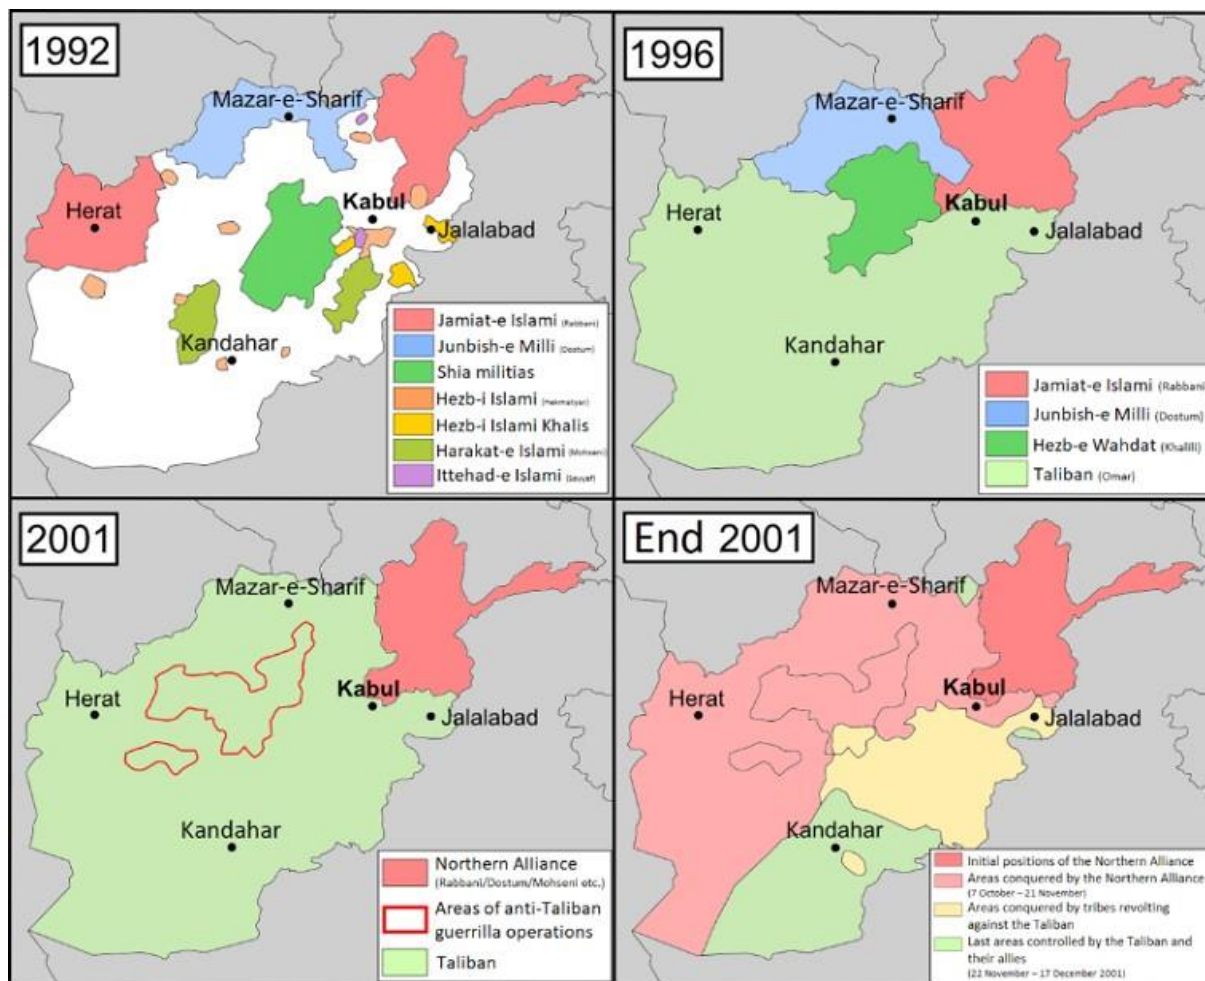 1992
Mazar-e-Sharif
Herat
Kabul
Jalalabad
Kandahar
Jamiat-e Islami (Rabbani)
Junbish-e Milli (Dostum)
Shia militias
Hezb-i Islami (Hekmatyar)
Hezb-i Islami Khalis
Harakat-e Islami (Mohseni)
Ittehad-e Islami (Sayyaf)
1996
Mazar-e-Sharif
Herat
Kabul
Jalalabad
Kandahar
Jamiat-e Islami (Rabbani)
Junbish-e Milli (Dostum)
Hezb-e Wahdat (Khalili)
Taliban (Omar)
2001
Mazar-e-Sharif
Herat
Kabul
Jalalabad
Kandahar
Northern Alliance
(Rabbani/Dostum/Mohseni etc.)
Areas of anti-Taliban
guerrilla operations
Taliban
End 2001
Mazar-e-Sharif
Herat
Kabul
Jalalabad
Kandahar
Initial positions of the Northern Alliance
Areas conquered by the Northern Alliance
(7 October – 21 November)
Areas conquered by tribes revolting
against the Taliban
Last areas controlled by the Taliban and
their allies
(22 November – 17 December 2001)